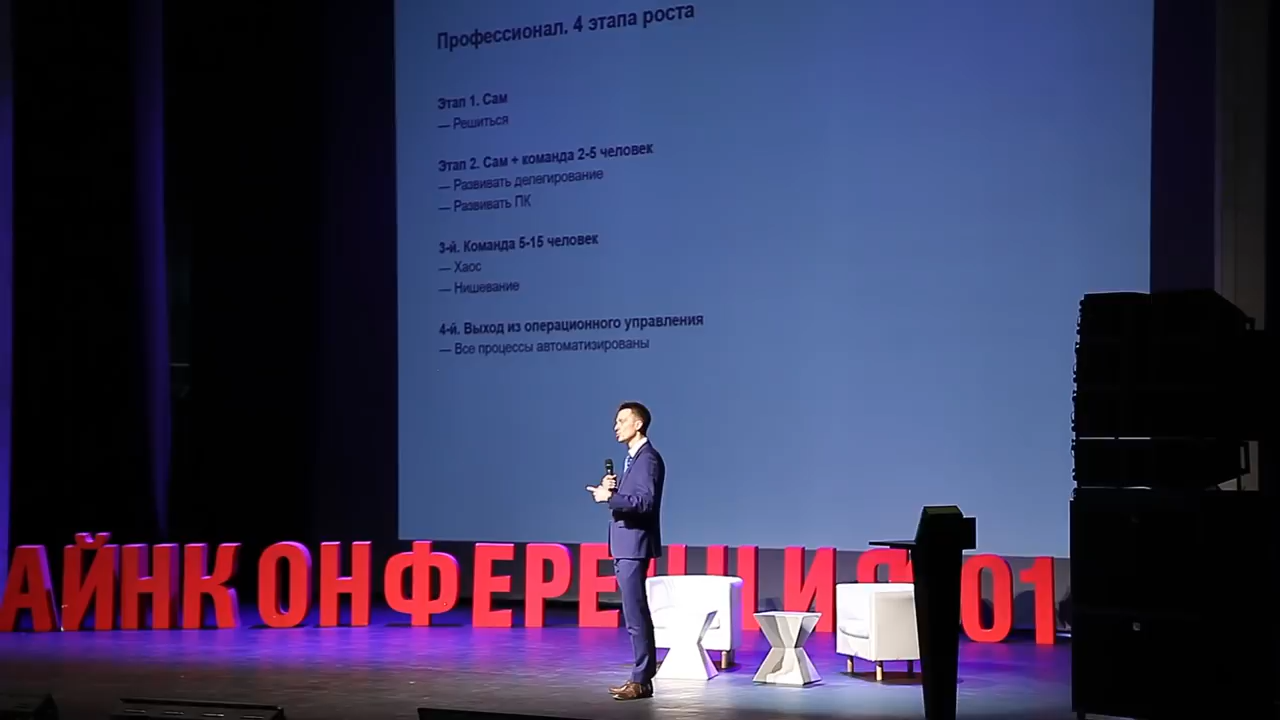 Профессионал. 4 этапа роста
Этап 1. Сам
— Решиться
Этап 2. Сам + команда 2-5 человек
— Развивать делегирование
— Развивать ПК
3-й. Команда 5-15 человек
— Хаос
— Нишевание
4-й. Выход из операционного управления
— Все процессы автоматизированы
АЙНКОНФЕРЕНЦИЯ 01